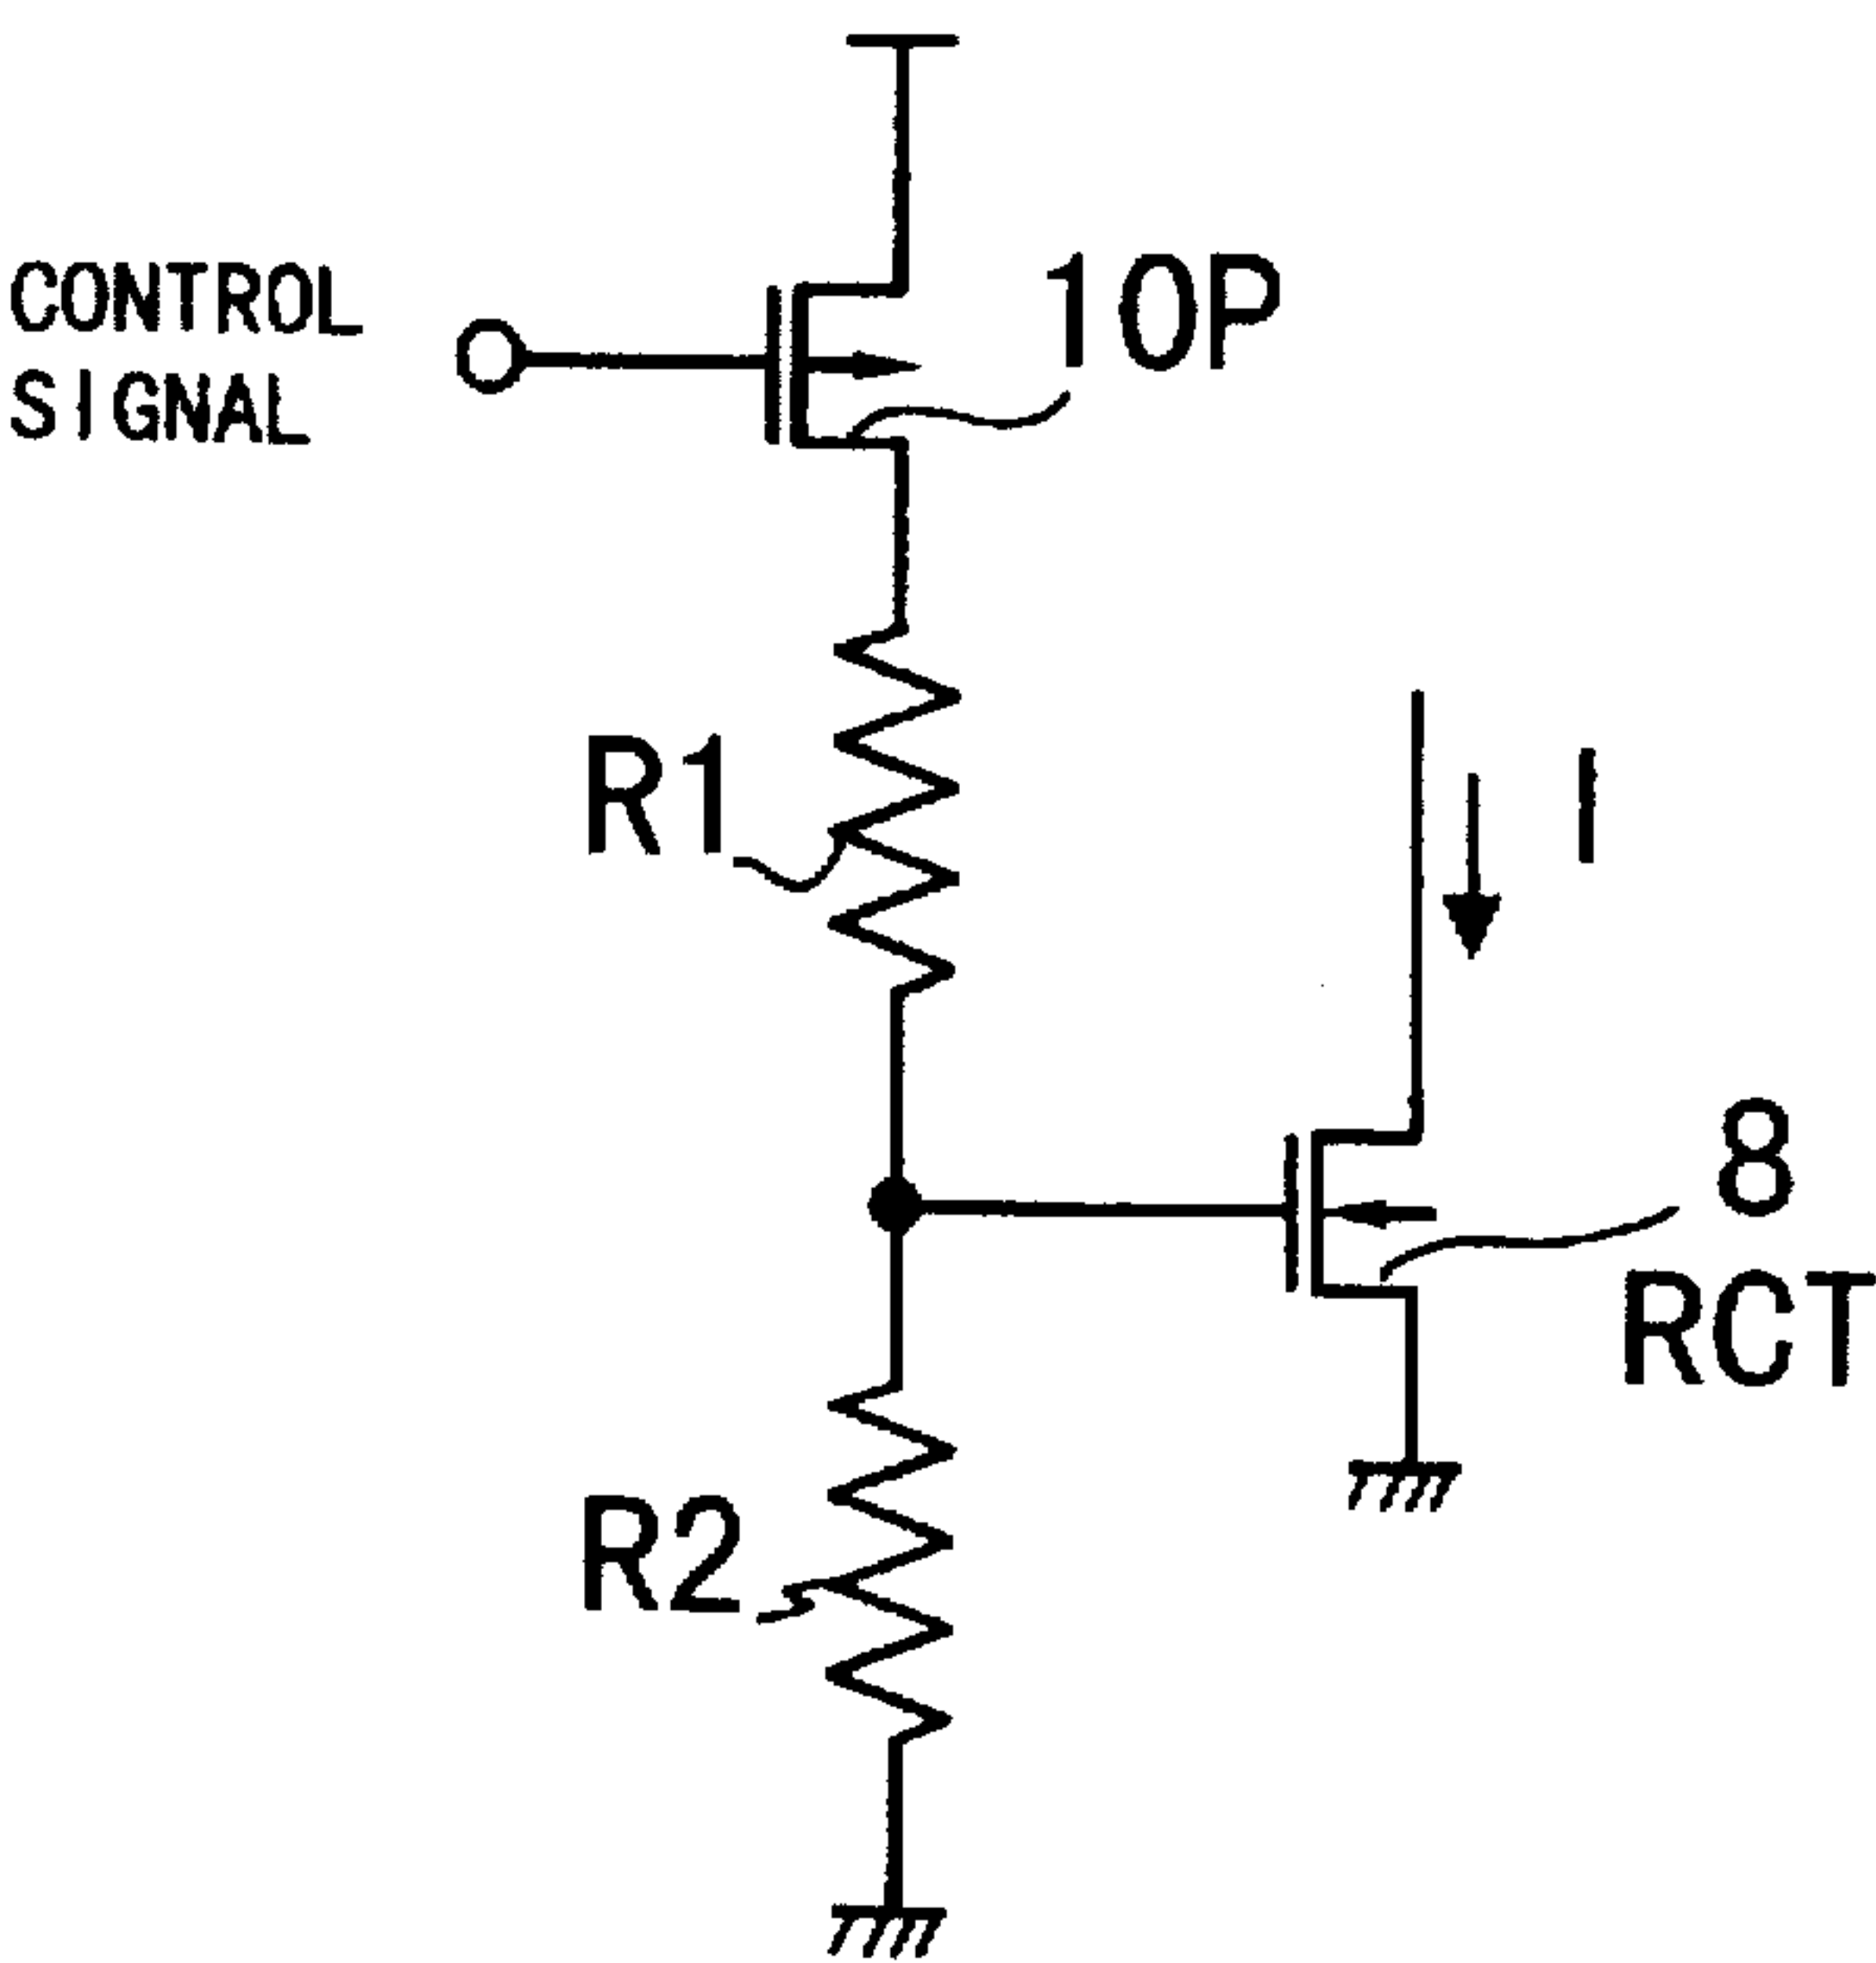 CONTROL
SIGNAL
10P
R1
I
8
RCT
R2